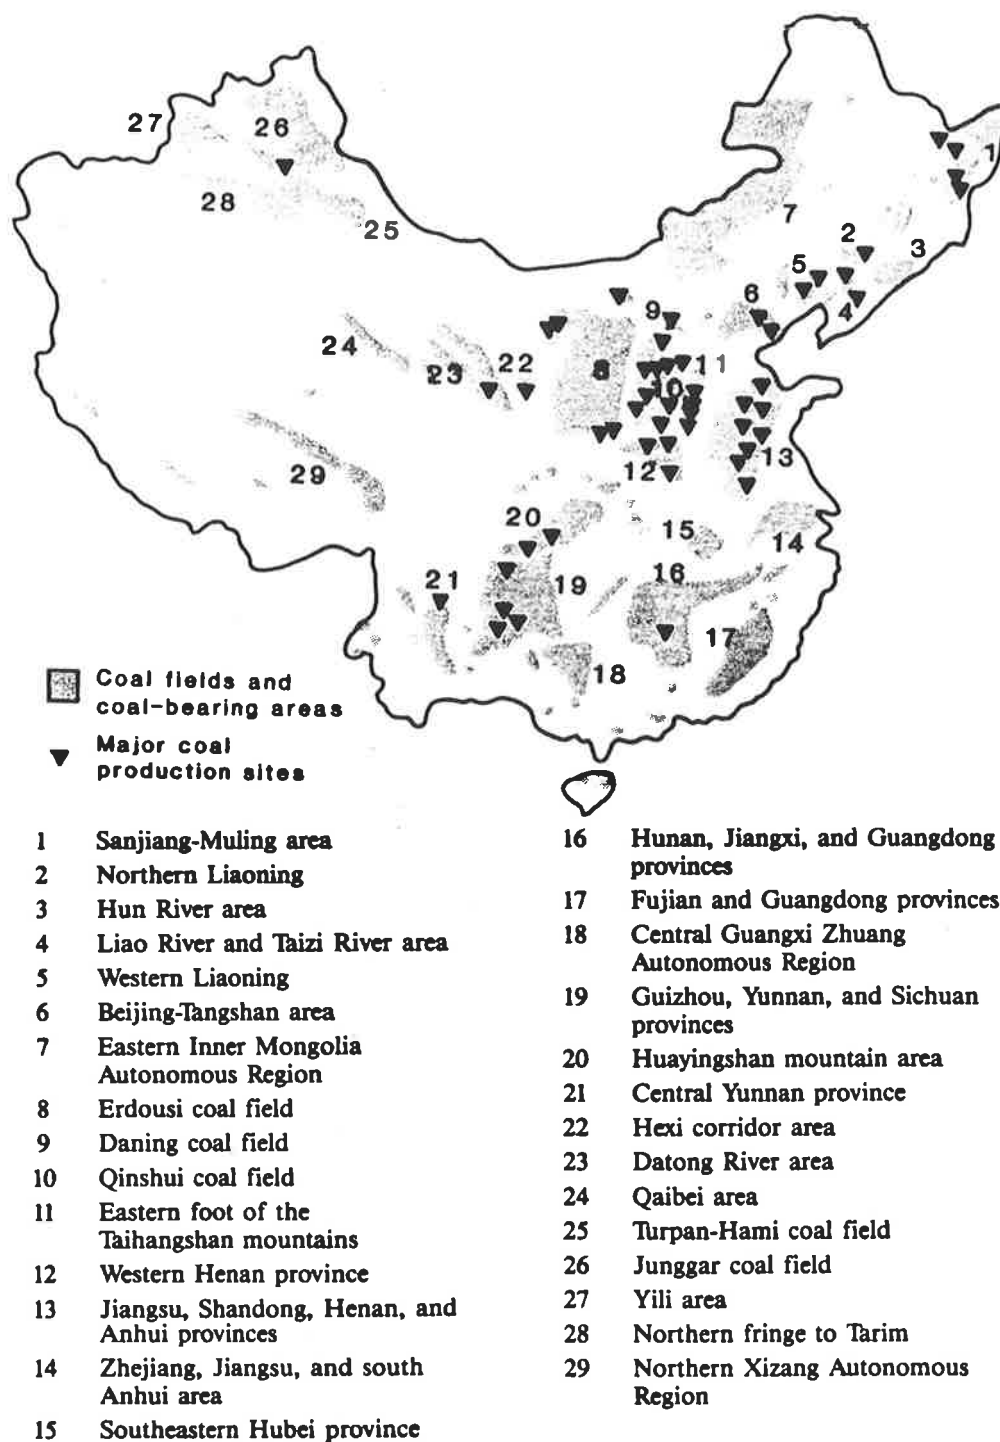 27
26
28
25
1
7
2
3
5
4
6
9
24
23
22
8
11
10
29
12
13
20
15
14
21
19
16
17
18
Coal fields and
coal-bearing areas
Major coal
production sites
1 Sanjiang-Muling area
2 Northern Liaoning
3 Hun River area
4 Liao River and Taizi River area
5 Western Liaoning
6 Beijing-Tangshan area
7 Eastern Inner Mongolia
Autonomous Region
8 Erdousi coal field
9 Daning coal field
10 Qinshui coal field
11 Eastern foot of the
Taihangshan mountains
12 Western Henan province
13 Jiangsu, Shandong, Henan, and
Anhui provinces
14 Zhejiang, Jiangsu, and south
Anhui area
15 Southeastern Hubei province
16 Hunan, Jiangxi, and Guangdong
provinces
17 Fujian and Guangdong provinces
18 Central Guangxi Zhuang
Autonomous Region
19 Guizhou, Yunnan, and Sichuan
provinces
20 Huayingshan mountain area
21 Central Yunnan province
22 Hexi corridor area
23 Datong River area
24 Qaibei area
25 Turpan-Hami coal field
26 Junggar coal field
27 Yili area
28 Northern fringe to Tarim
29 Northern Xizang Autonomous
Region